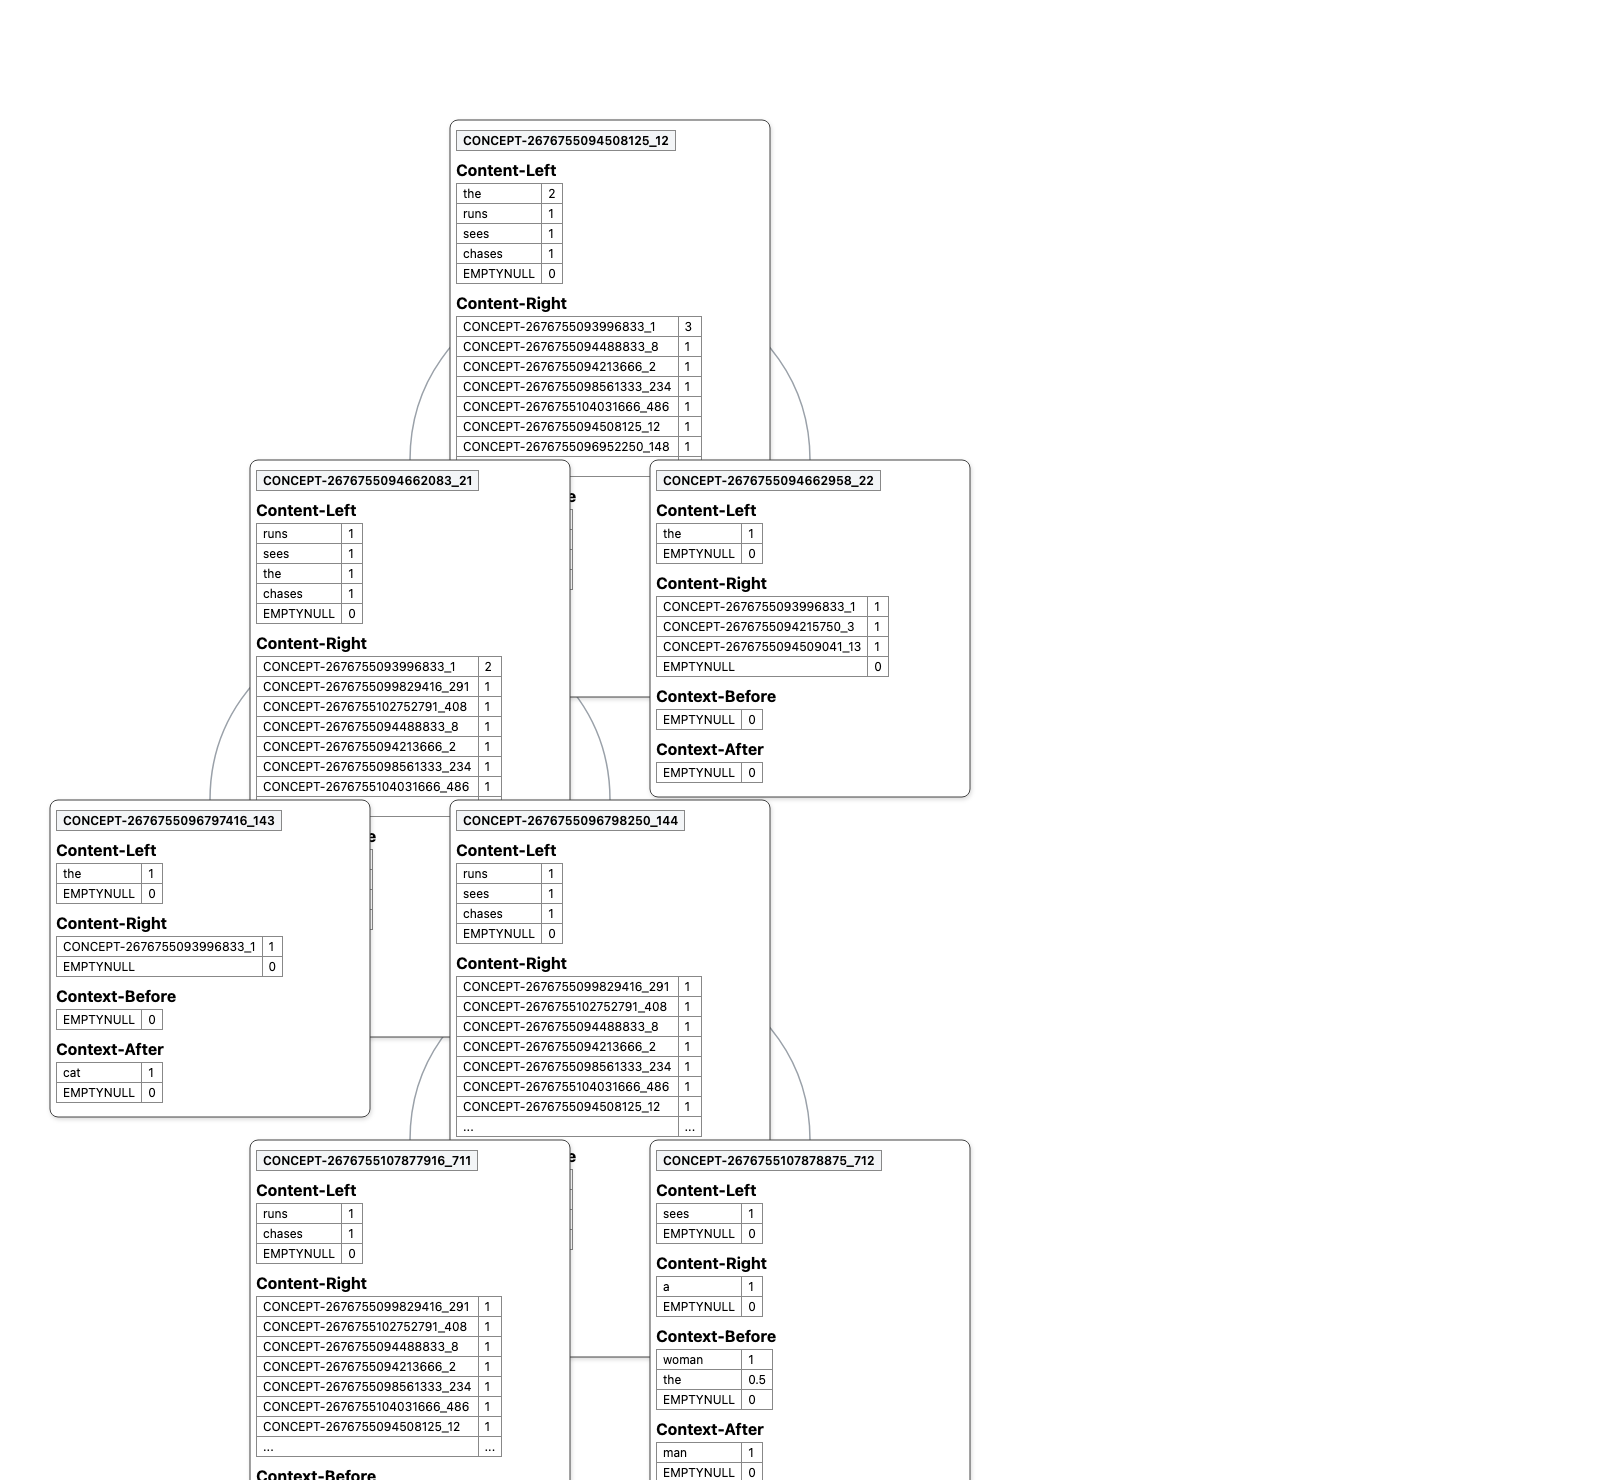 CONCEPT-2676755094508125_12
Content-Left
the 2
runs 1
sees 1
chases 1
EMPTYNULL 0
Content-Right
CONCEPT-2676755093996833_1 3
CONCEPT-2676755094488833_8 1
CONCEPT-2676755094213666_2 1
CONCEPT-2676755098561333_234 1
CONCEPT-2676755104031666_486 1
CONCEPT-2676755094508125_12 1
CONCEPT-2676755096952250_148 1
CONCEPT-2676755094662083_21
Content-Left
runs 1
sees 1
the 1
chases 1
EMPTYNULL 0
Content-Right
CONCEPT-2676755093996833_1 2
CONCEPT-2676755099829416_291 1
CONCEPT-2676755102752791_408 1
CONCEPT-2676755094488833_8 1
CONCEPT-2676755094213666_2 1
CONCEPT-2676755098561333_234 1
CONCEPT-2676755104031666_486 1
e
CONCEPT-2676755094662958_22
Content-Left
the 1
EMPTYNULL 0
Content-Right
CONCEPT-2676755093996833_1 1
CONCEPT-2676755094215750_3 1
CONCEPT-2676755094509041_13 1
EMPTYNULL 0
Context-Before
EMPTYNULL 0
Context-After
EMPTYNULL 0
CONCEPT-2676755096797416_143
Content-Left
the 1
EMPTYNULL 0
Content-Right
CONCEPT-2676755093996833_1 1
EMPTYNULL 0
Context-Before
EMPTYNULL 0
Context-After
cat 1
EMPTYNULL 0
e
CONCEPT-2676755096798250_144
Content-Left
runs 1
sees 1
chases 1
EMPTYNULL 0
Content-Right
CONCEPT-2676755099829416_291 1
CONCEPT-2676755102752791_408 1
CONCEPT-2676755094488833_8 1
CONCEPT-2676755094213666_2 1
CONCEPT-2676755098561333_234 1
CONCEPT-2676755104031666_486 1
CONCEPT-2676755094508125_12 1
... ...
CONCEPT-2676755107877916_711
Content-Left
runs 1
chases 1
EMPTYNULL 0
Content-Right
CONCEPT-2676755099829416_291 1
CONCEPT-2676755102752791_408 1
CONCEPT-2676755094488833_8 1
CONCEPT-2676755094213666_2 1
CONCEPT-2676755098561333_234 1
CONCEPT-2676755104031666_486 1
CONCEPT-2676755094508125_12 1
... ...
Context-Before
e
CONCEPT-2676755107878875_712
Content-Left
sees 1
EMPTYNULL 0
Content-Right
a 1
EMPTYNULL 0
Context-Before
woman 1
the 0.5
EMPTYNULL 0
Context-After
man 1
EMPTYNULL 0